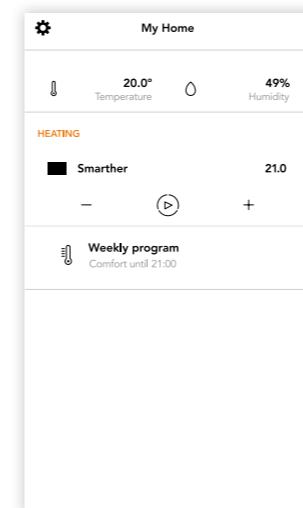 My Home
20.0° 49%
Temperature Humidity
HEATING
Smarther 21.0
Weekly program
Comfort until 21:00